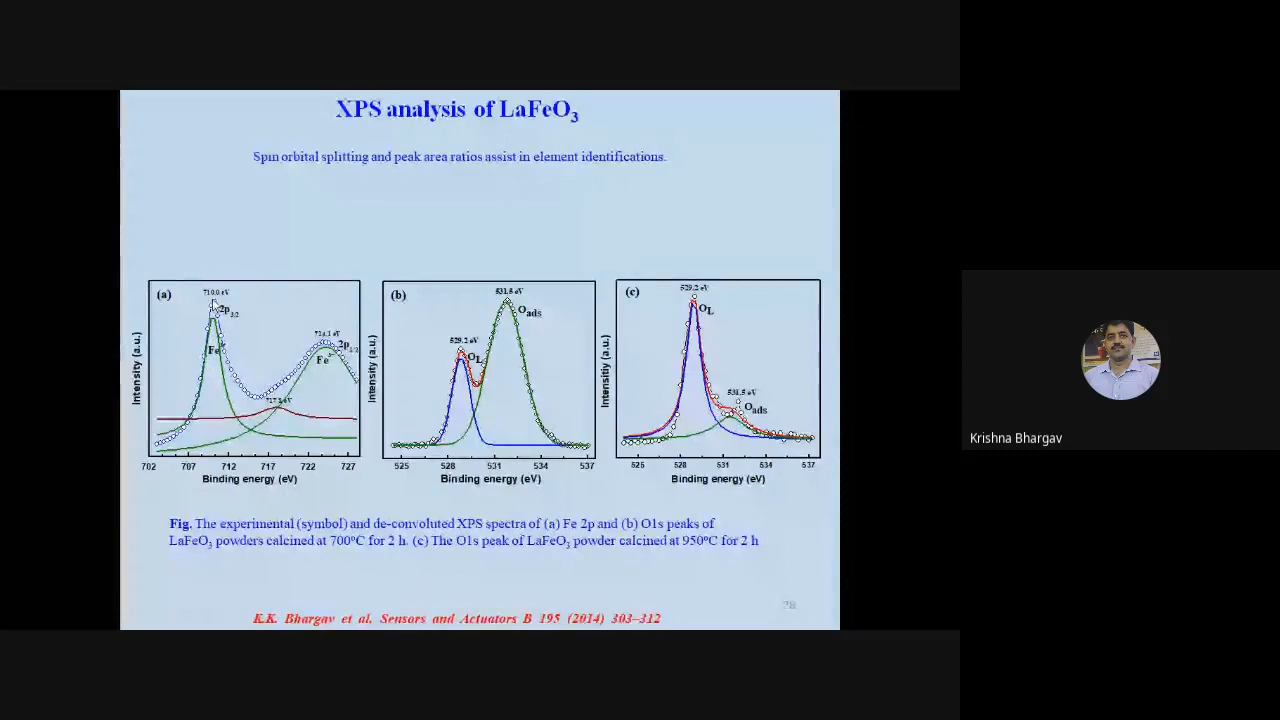 XPS analysis of LaFeO3
Spin orbital splitting and peak area ratios assist in element identifications.
(a)
710.0 eV
2p3/2
Fe
724.1 eV
2p1/2
Fe
Intensity (a.u.)
702 707 712 717 722 727
Binding energy (eV)
(b)
531.8 eV
Oads
529.2 eV
OL
Intensity (a.u.)
525 528 531 534 537
Binding energy (eV)
(c)
529.2 eV
OL
531.5 eV
Oads
Intensitiy (a.u.)
525 528 531 534 537
Binding energy (eV)
Fig. The experimental (symbol) and de-convoluted XPS spectra of (a) Fe 2p and (b) O1s peaks of
LaFeO3 powders calcined at 700°C for 2 h. (c) The O1s peak of LaFeO3 powder calcined at 950°C for 2 h
78
K.K. Bhargav et al. Sensors and Actuators B 195 (2014) 303–312
Krishna Bhargav